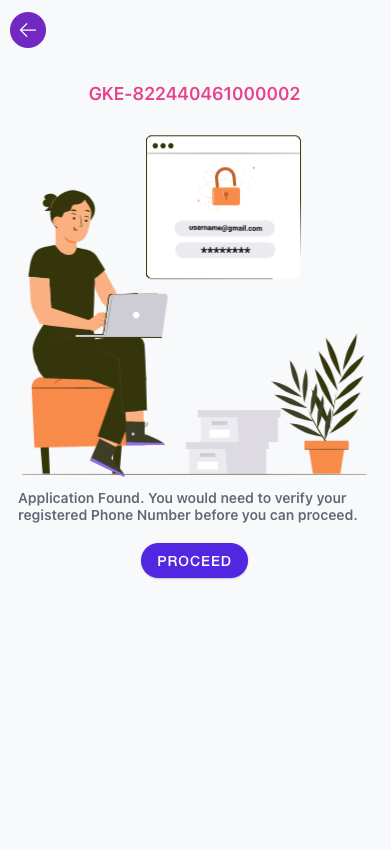 GKE-822440461000002
username@gmail.com
********
Application Found. You would need to verify your
registered Phone Number before you can proceed.
PROCEED